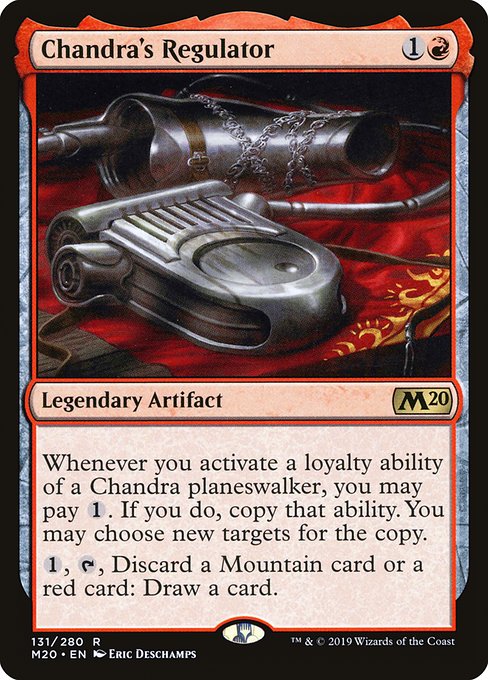 Chandra's Regulator 1
Legendary Artifact M20
Whenever you activate a loyalty ability
of a Chandra planeswalker, you may
pay 1. If you do, copy that ability. You
may choose new targets for the copy.
1, , Discard a Mountain card or a
red card: Draw a card.
131/280 R
M20 • EN Eric Deschamps
™ & © 2019 Wizards of the Coast